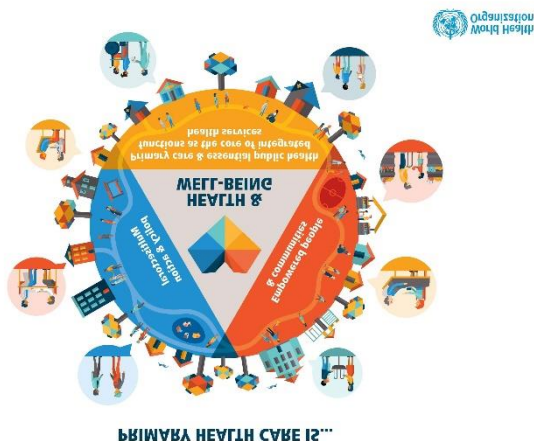 PRIMARY HEALTH CARE IS...
Multisectoral
policy & action
Empowered people
& communities
HEALTH &
WELL-BEING
Primary care & essential public health
functions as the core of integrated
health services
World Health
Organization